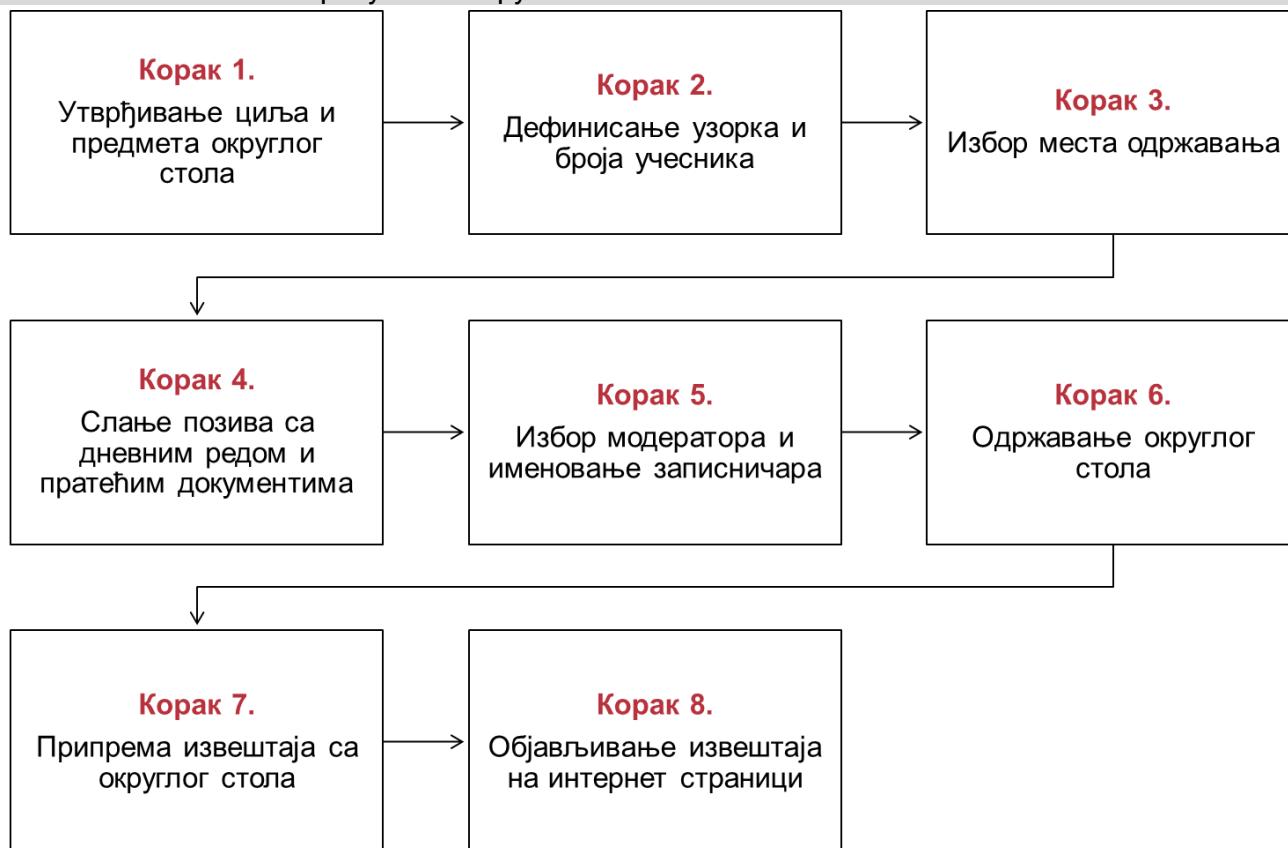 Корак 1.
Утврђивање циља и
предмета округлог
стола
Корак 2.
Дефинисање узорка и
броја учесника
Корак 3.
Избор места одржавања
Корак 4.
Слање позива са
дневним редом и
пратећим документима
Корак 5.
Избор модератора и
именовање записничара
Корак 6.
Одржавање округлог
стола
Корак 7.
Припрема извештаја са
округлог стола
Корак 8.
Објављивање извештаја
на интернет страници